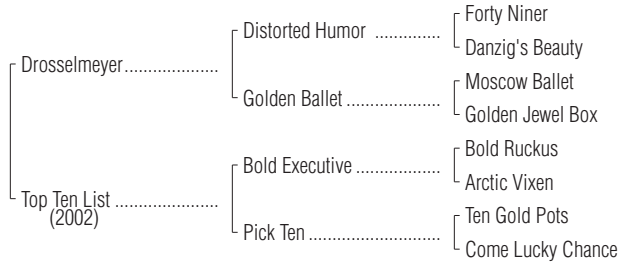 Forty Niner
Distorted Humor ..............
Danzig's Beauty
Drosselmeyer....................
Moscow Ballet
Golden Ballet ....................
Golden Jewel Box
Bold Ruckus
Bold Executive ..................
Arctic Vixen
Top Ten List ......................
(2002)
Ten Gold Pots
Pick Ten ............................
Come Lucky Chance